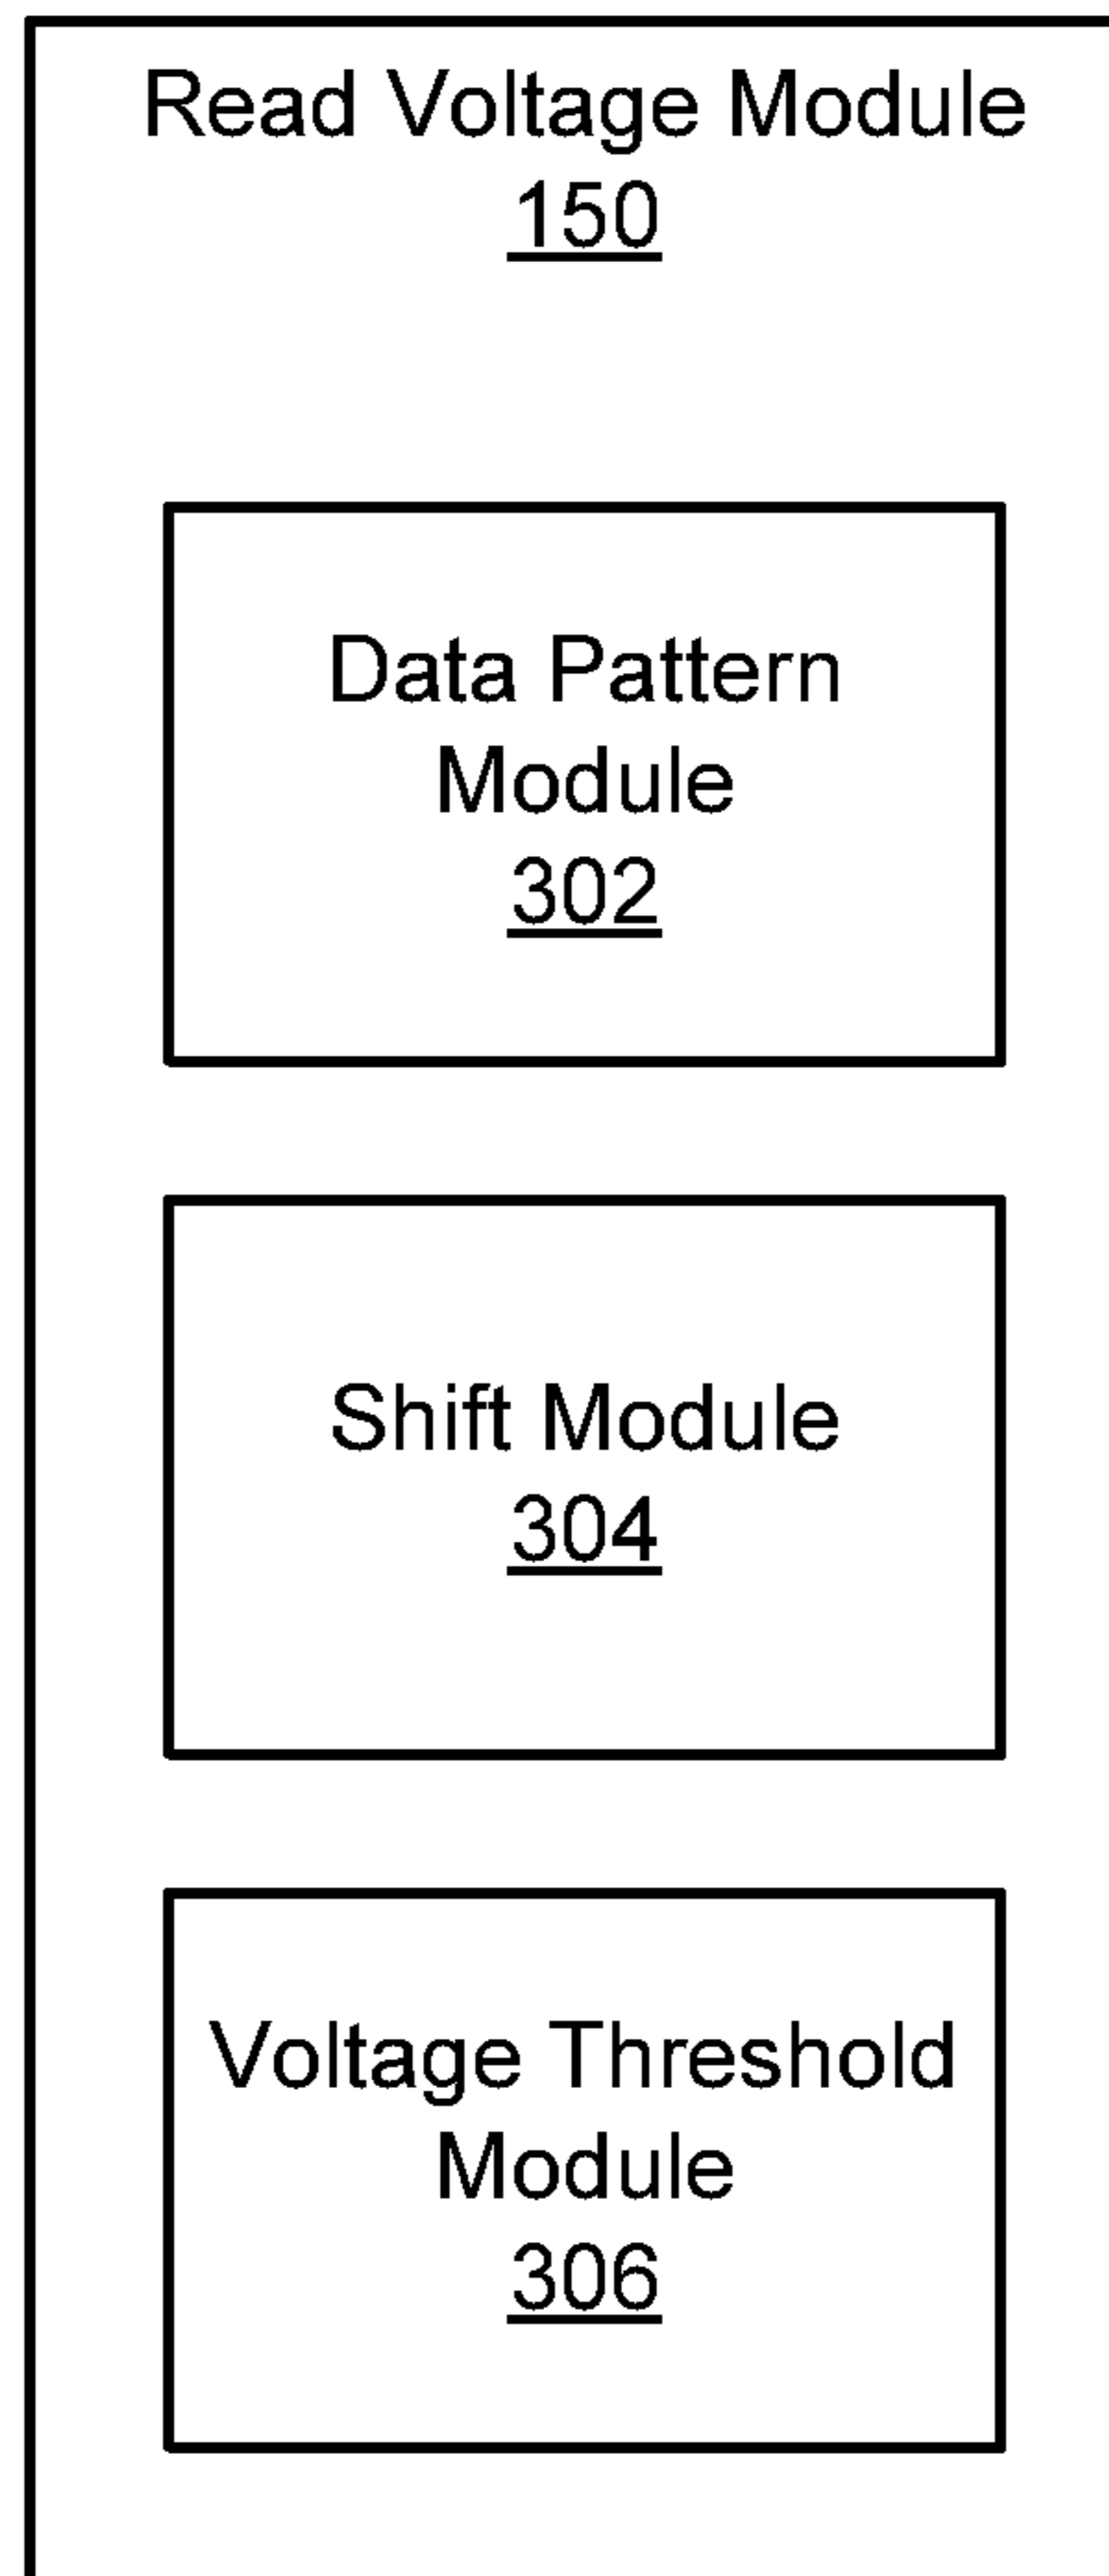 Read Voltage Module
150
Data Pattern
Module
302
Shift Module
304
Voltage Threshold
Module
306